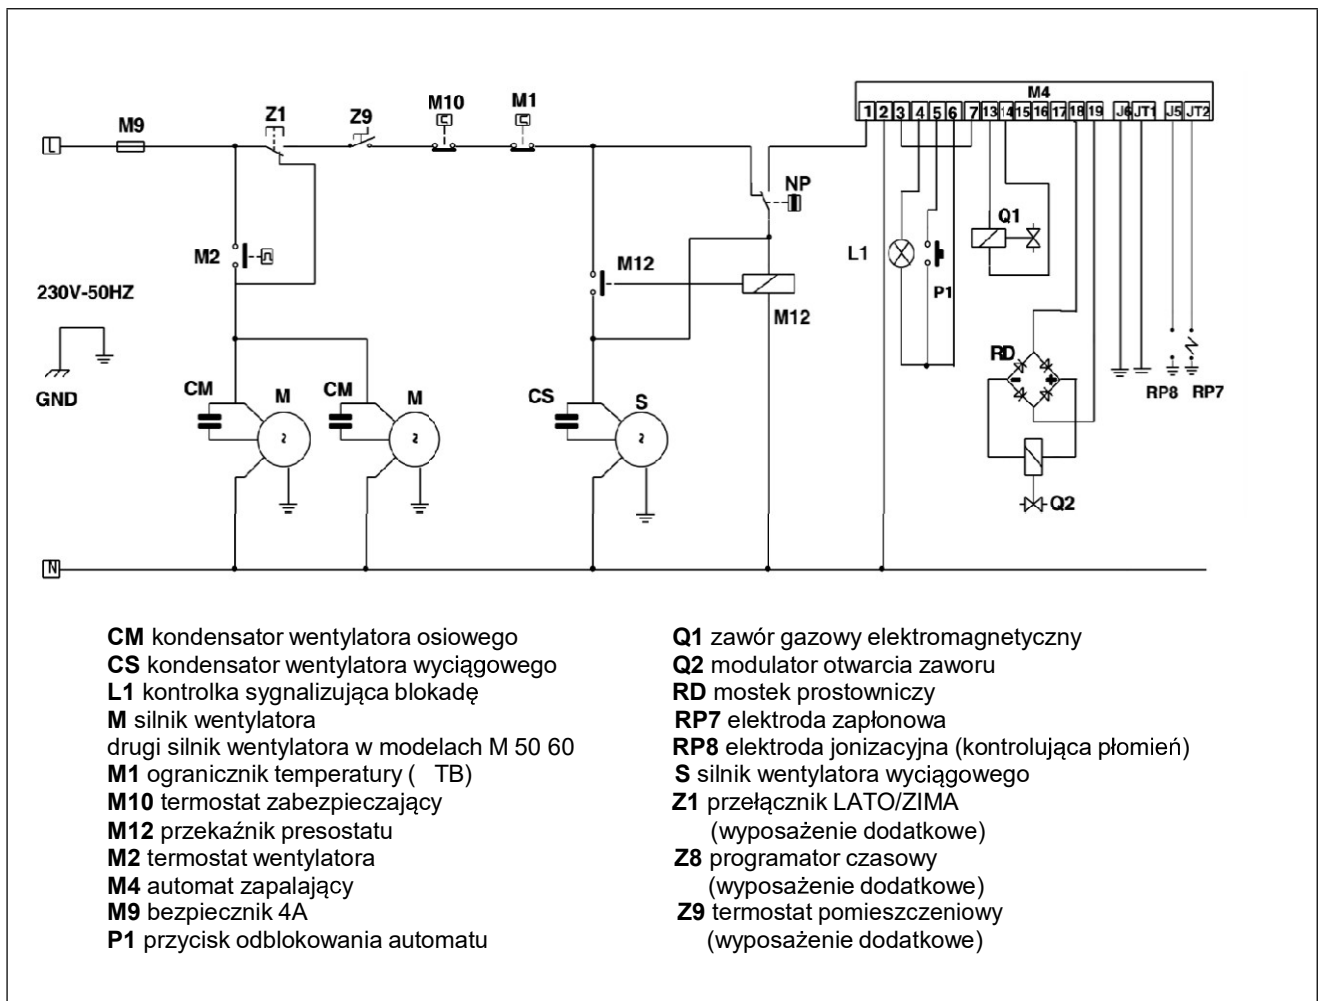 M4
M10 M1
Z1 Z9
M9
1 2 3 4 5 6 7 13 14 15 16 17 18 19 J6 JT1 J5 JT2
L
NP
Q1
L1
M2
M12
P1
230V-50HZ
M12
RD
GND
CM M CM M CS S
RP8 RP7
Q2
N
CM kondensator wentylatora osiowego
CS kondensator wentylatora wyciągowego
L1 kontrolka sygnalizująca blokadę
M silnik wentylatora
drugi silnik wentylatora w modelach M 50 60
M1 ogranicznik temperatury ( TB)
M10 termostat zabezpieczający
M12 przekaźnik presostatu
M2 termostat wentylatora
M4 automat zapalający
M9 bezpiecznik 4A
P1 przycisk odblokowania automatu
Q1 zawór gazowy elektromagnetyczny
Q2 modulator otwarcia zaworu
RD mostek prostowniczy
RP7 elektroda zapłonowa
RP8 elektroda jonizacyjna (kontrolująca płomień)
S silnik wentylatora wyciągowego
Z1 przełącznik LATO/ZIMA
(wyposażenie dodatkowe)
Z8 programator czasowy
(wyposażenie dodatkowe)
Z9 termostat pomieszczeniowy
(wyposażenie dodatkowe)